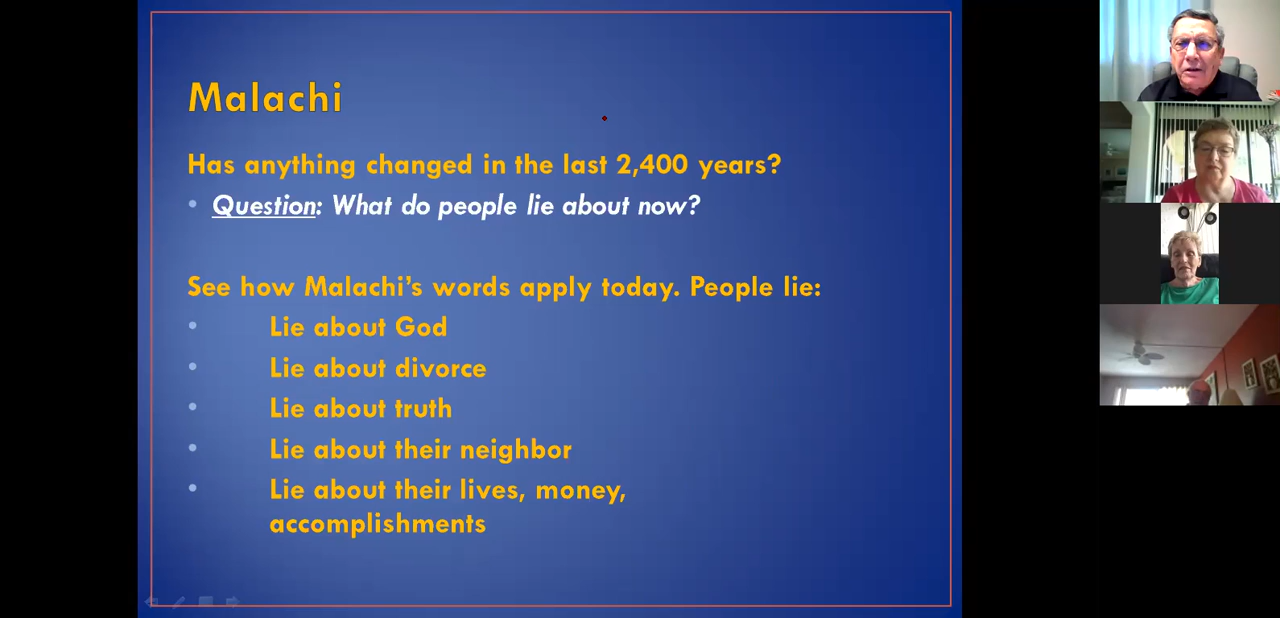 Malachi
Has anything changed in the last 2,400 years?
• Question: What do people lie about now?
See how Malachi’s words apply today. People lie:
• Lie about God
• Lie about divorce
• Lie about truth
• Lie about their neighbor
• Lie about their lives, money,
accomplishments